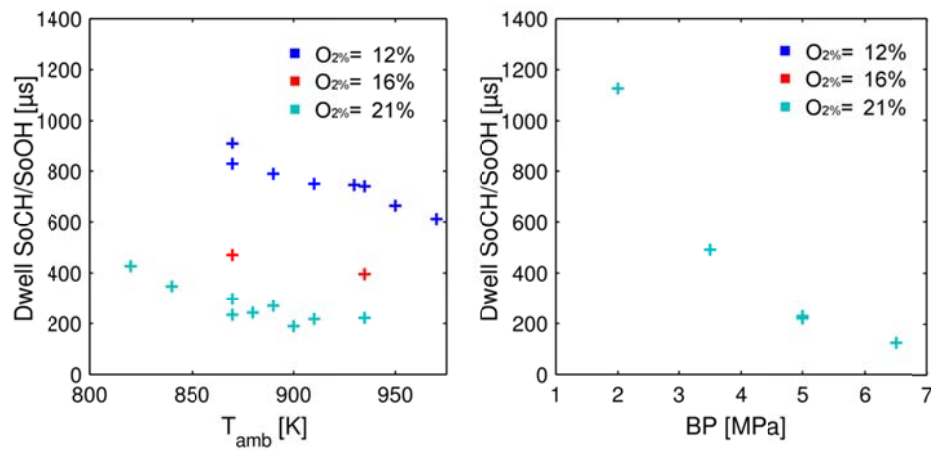 1400
1200
1000
800
600
400
200
0
Dwell SoCH/SoOH [µs]
O2%= 12%
O2%= 16%
O2%= 21%
800
850
900
950
Tamb [K]
1400
1200
1000
800
600
400
200
0
Dwell SoCH/SoOH [µs]
O2%= 12%
O2%= 16%
O2%= 21%
1
2
3
4
5
6
7
BP [MPa]